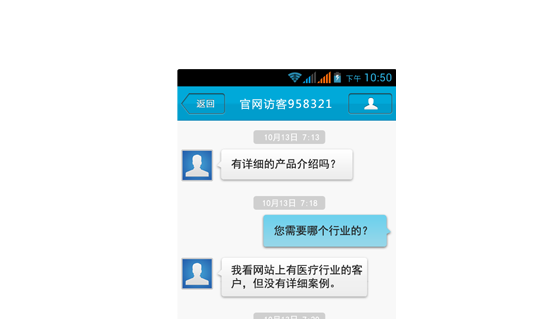 下午 10:50
返回
官网访客958321
10月13日 7:13
有详细的产品介绍吗？
10月13日 7:18
您需要哪个行业的？
我看网站上有医疗行业的客
户，但没有详细案例。